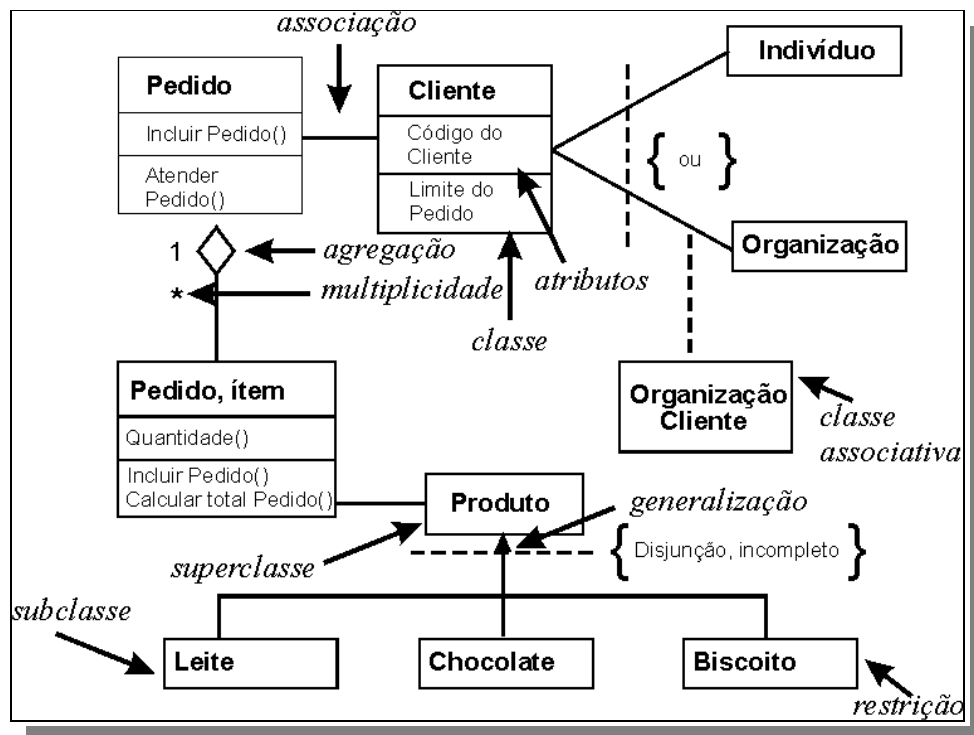 associação
Indivíduo
Pedido
Cliente
Incluir Pedido()
Código do
Cliente
{ ou }
Atender
Pedido()
Limite do
Pedido
Organização
1
agregação
atributos
*
multiplicidade
classe
Pedido, ítem
Organização
Cliente
classe
associativa
Quantidade()
Incluir Pedido()
Calcular total Pedido()
Produto
generalização
{ Disjunção, incompleto }
superclasse
subclasse
Leite
Chocolate
Biscoito
restrição